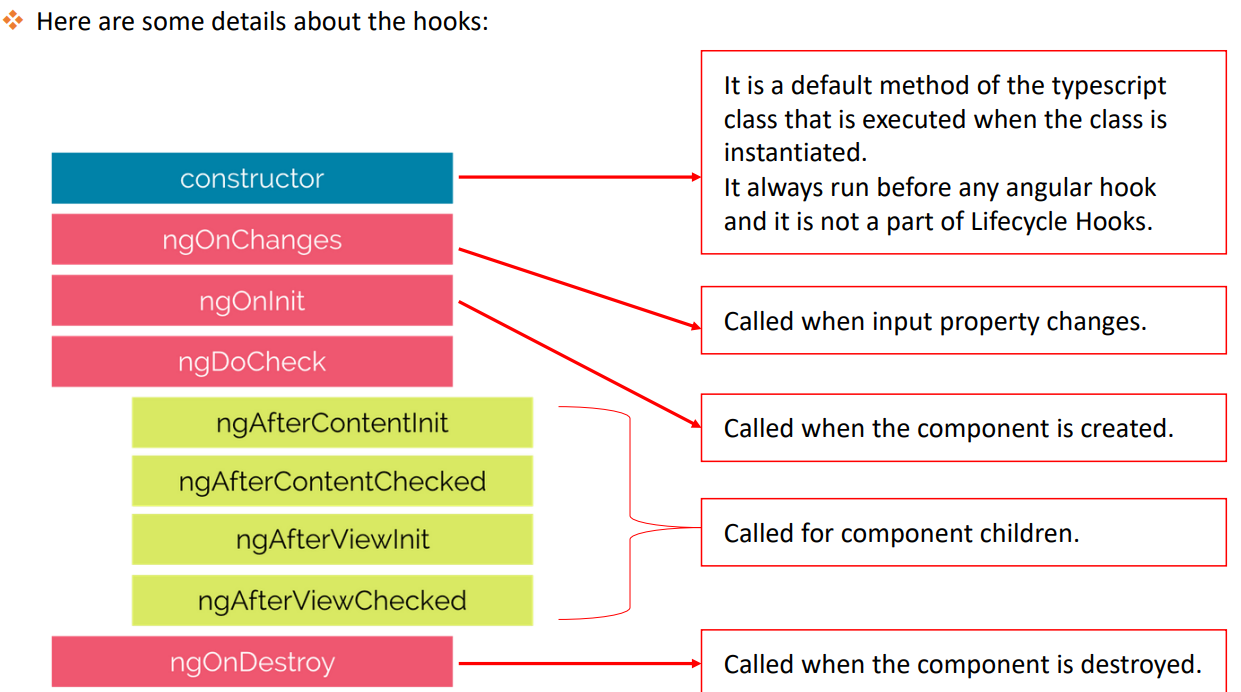 Here are some details about the hooks:
It is a default method of the typescript
class that is executed when the class is
instantiated.
It always run before any angular hook
and it is not a part of Lifecycle Hooks.
constructor
ngOnChanges
Called when input property changes.
ngOnInit
ngDoCheck
Called when the component is created.
ngAfterContentInit
ngAfterContentChecked
ngAfterViewInit
ngAfterViewChecked
Called for component children.
ngOnDestroy
Called when the component is destroyed.